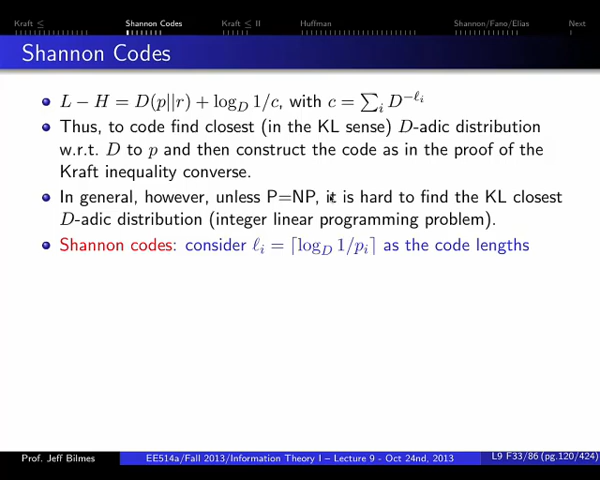 Kraft ≤ Shannon Codes Kraft ≤ II Huffman Shannon/Fano/Elias Next
Shannon Codes
L − H = D(p||r) + log_D 1/c, with c = ∑_i D^{−ℓ_i}
Thus, to code find closest (in the KL sense) D-adic distribution
w.r.t. D to p and then construct the code as in the proof of the
Kraft inequality converse.
In general, however, unless P=NP, it is hard to find the KL closest
D-adic distribution (integer linear programming problem).
Shannon codes: consider ℓ_i = ⌈log_D 1/p_i⌉ as the code lengths
Prof. Jeff Bilmes EE514a/Fall 2013/Information Theory I – Lecture 9 - Oct 24nd, 2013 L9 F33/86 (pg.120/424)